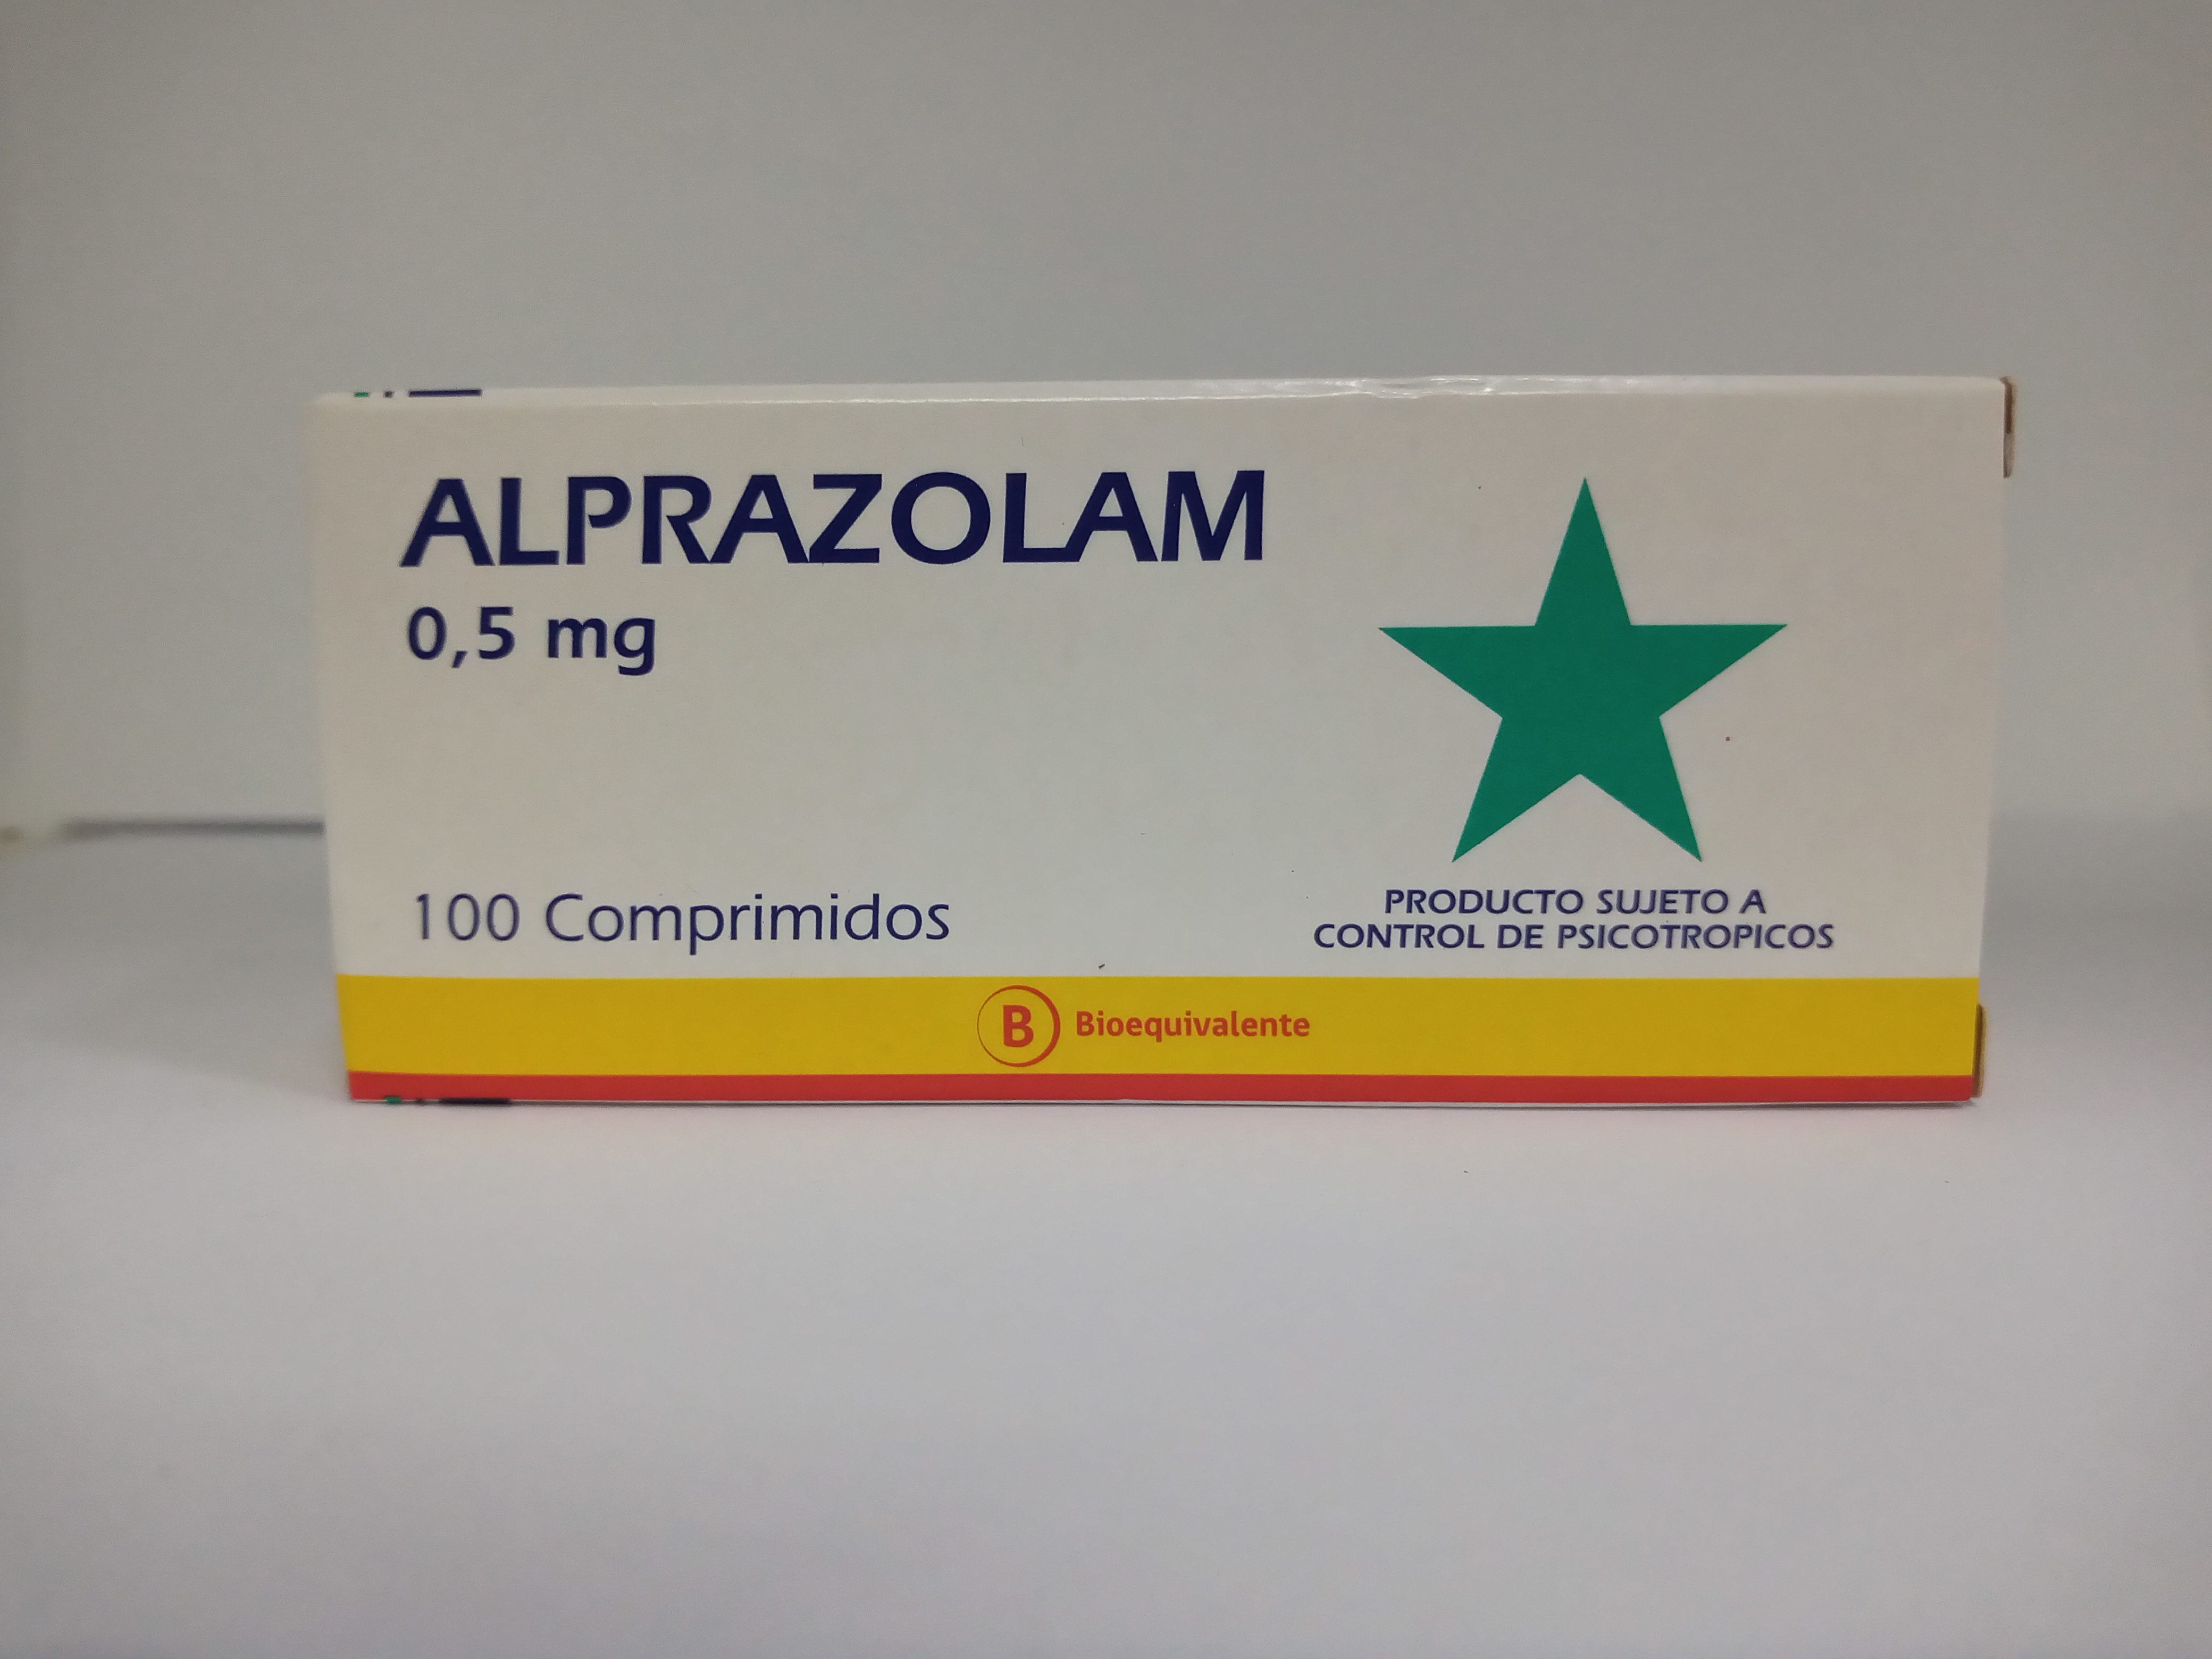 ALPRAZOLAM
0,5 mg
100 Comprimidos
PRODUCTO SUJETO A
CONTROL DE PSICOTROPICOS
B Bioequivalente